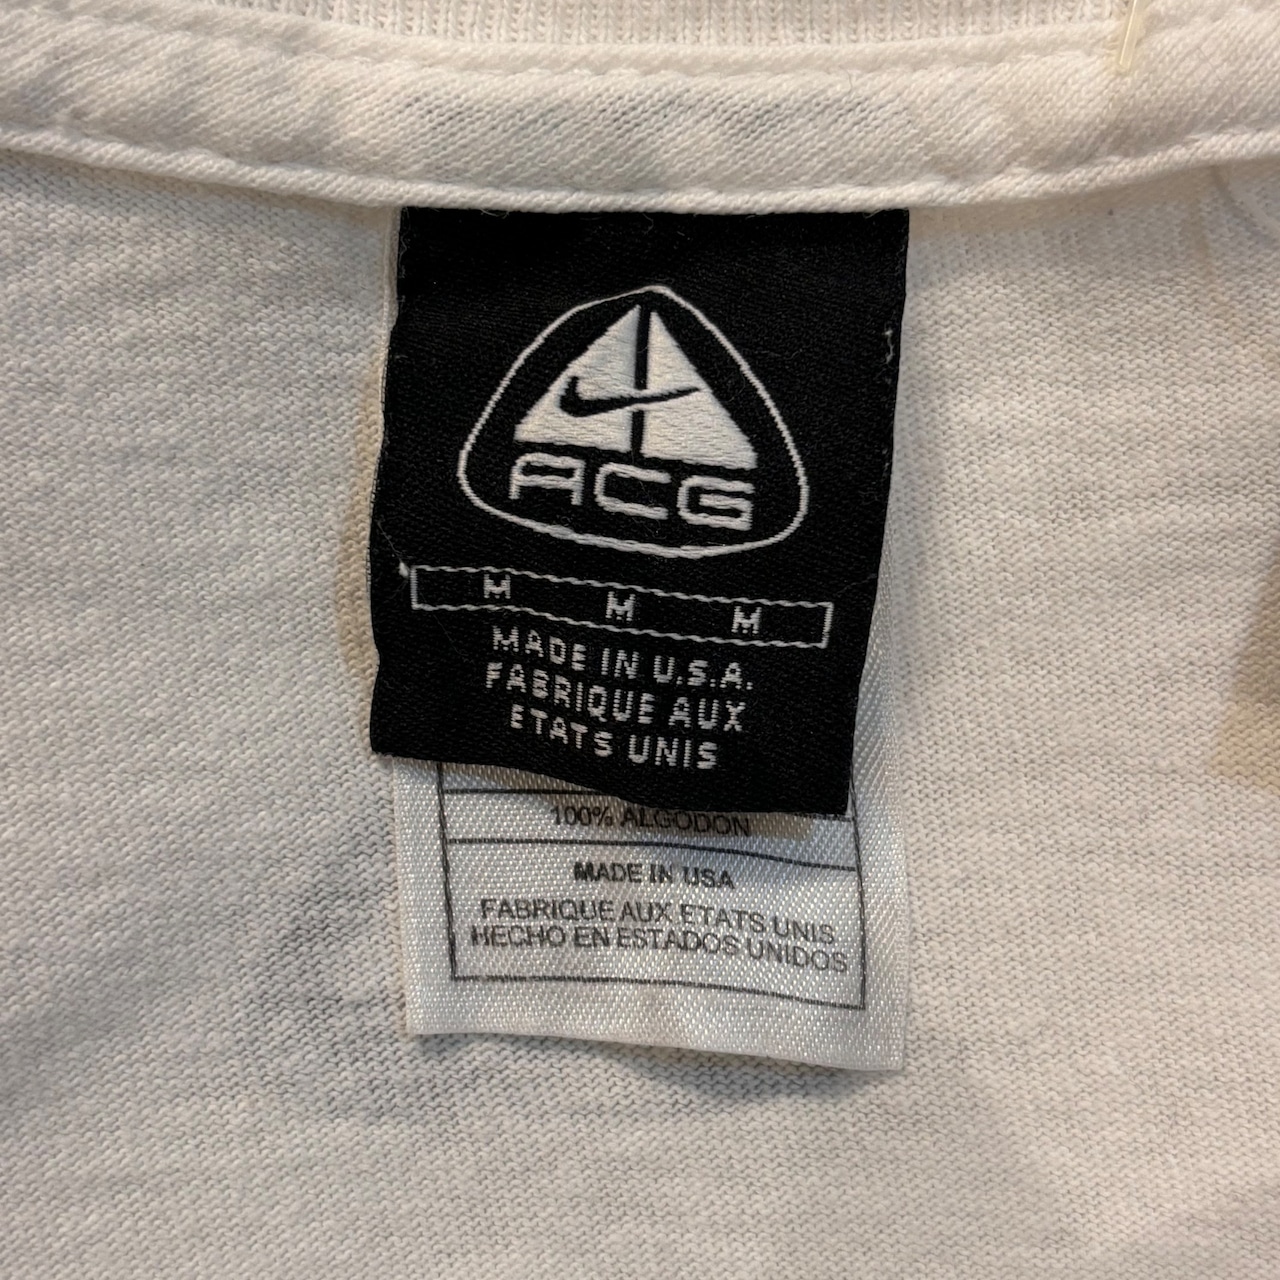 ACG
M M M
MADE IN U.S.A.
FABRIQUE AUX
ETATS UNIS
100% ALGODON
MADE IN USA
FABRIQUE AUX ETATS UNIS
HECHO EN ESTADOS UNIDOS